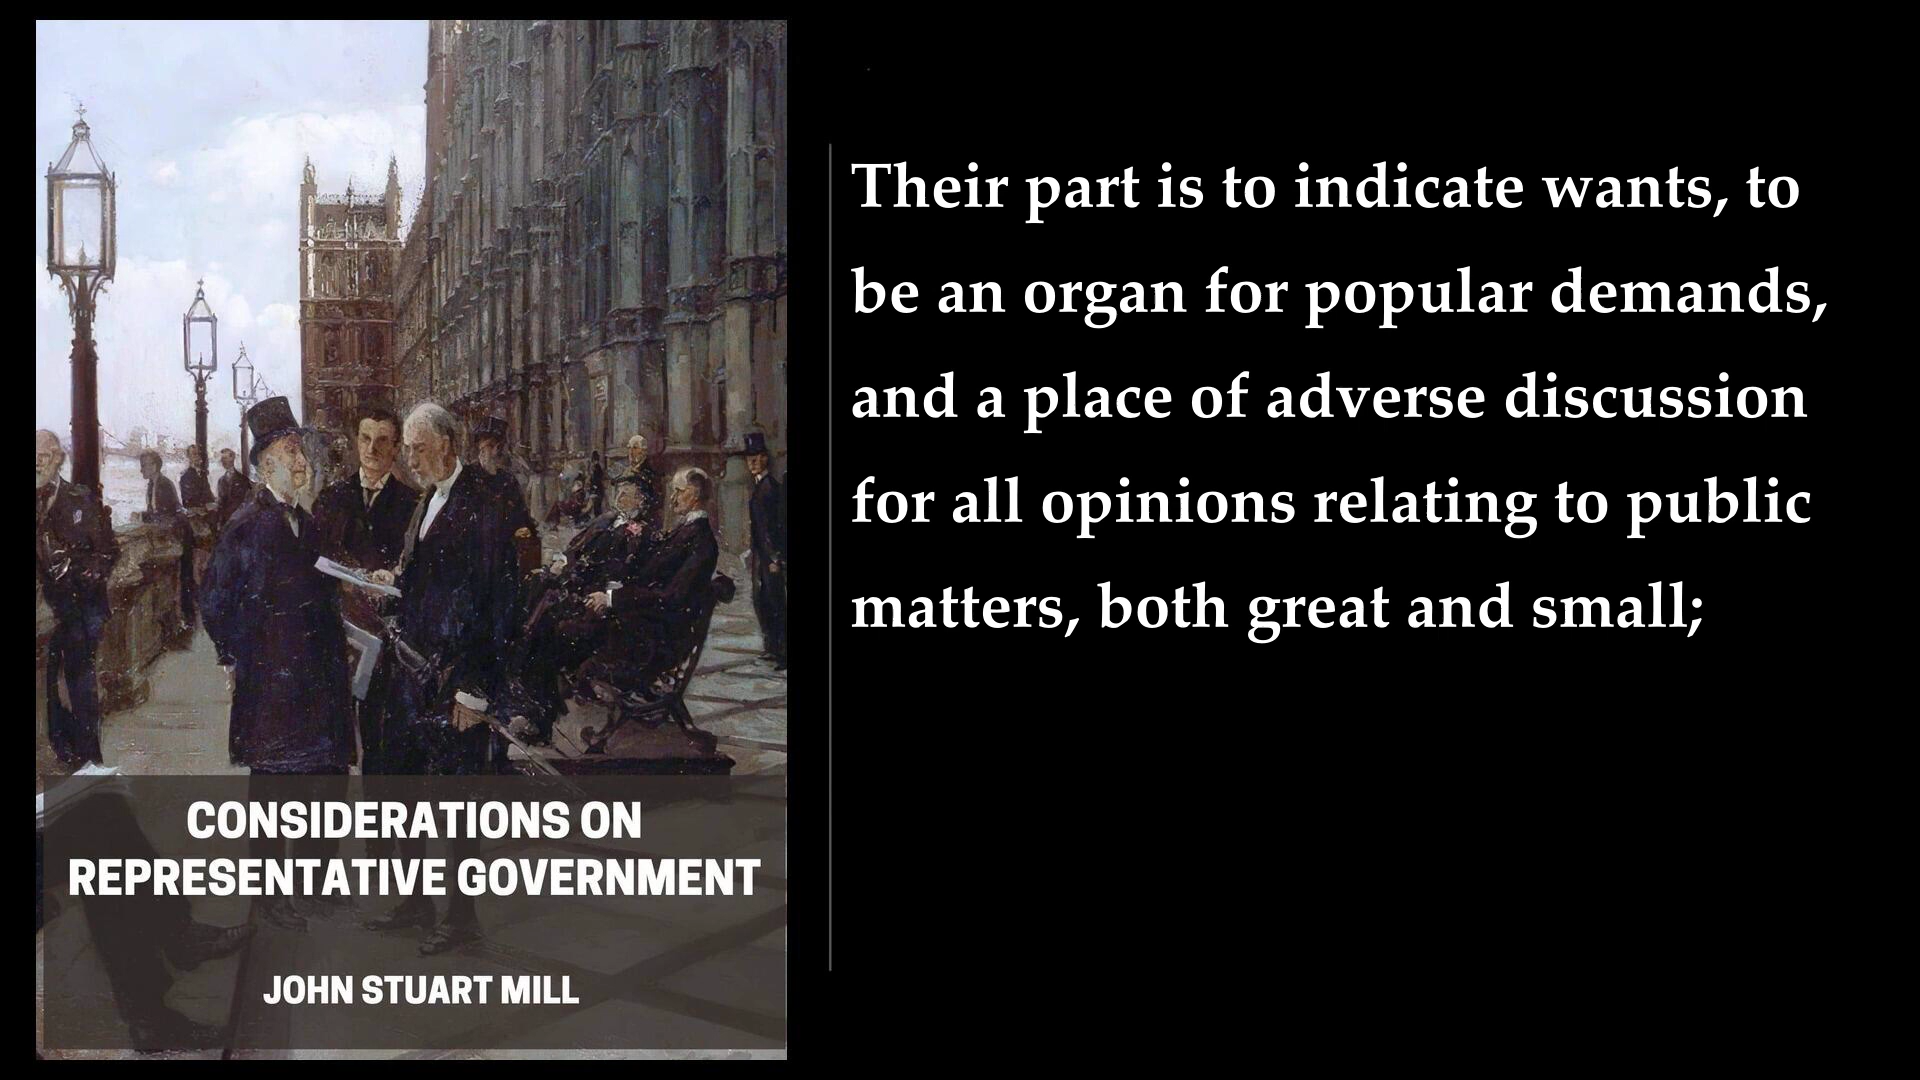 Their part is to indicate wants, to
be an organ for popular demands,
and a place of adverse discussion
for all opinions relating to public
matters, both great and small;
CONSIDERATIONS ON
REPRESENTATIVE GOVERNMENT
JOHN STUART MILL